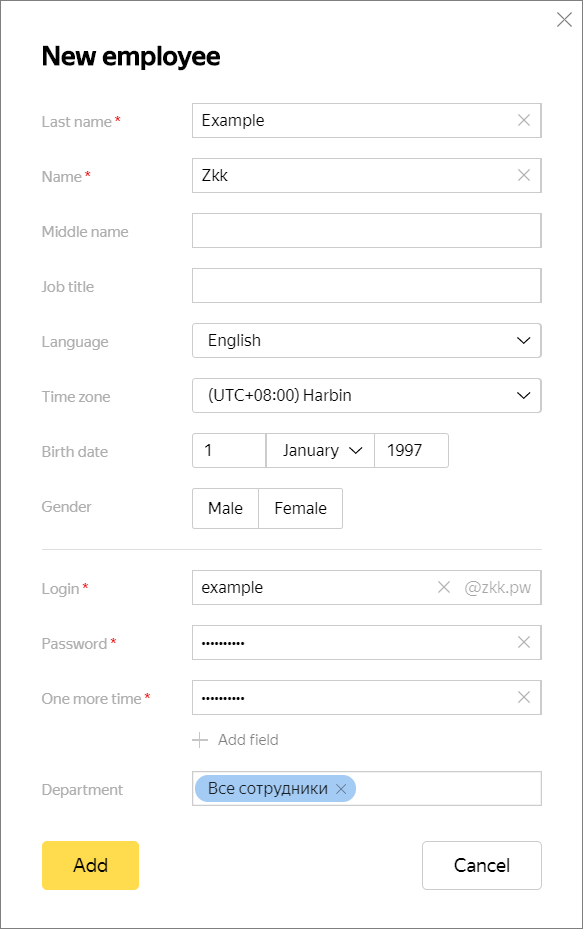 New employee
Last name * Example
Name * Zkk
Middle name
Job title
Language English
Time zone (UTC+08:00) Harbin
Birth date 1 January 1997
Gender Male Female
Login * example @zkk.pw
Password * ••••••••••
One more time * ••••••••••
Add field
Department Все сотрудники
Add Cancel